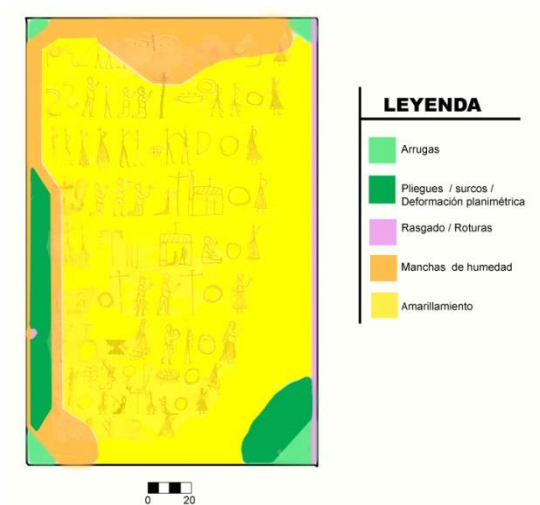 LEYENDA
Arrugas
Pliegues / surcos /
Deformación planimétrica
Rasgado / Roturas
Manchas de humedad
Amarillamiento
0 20